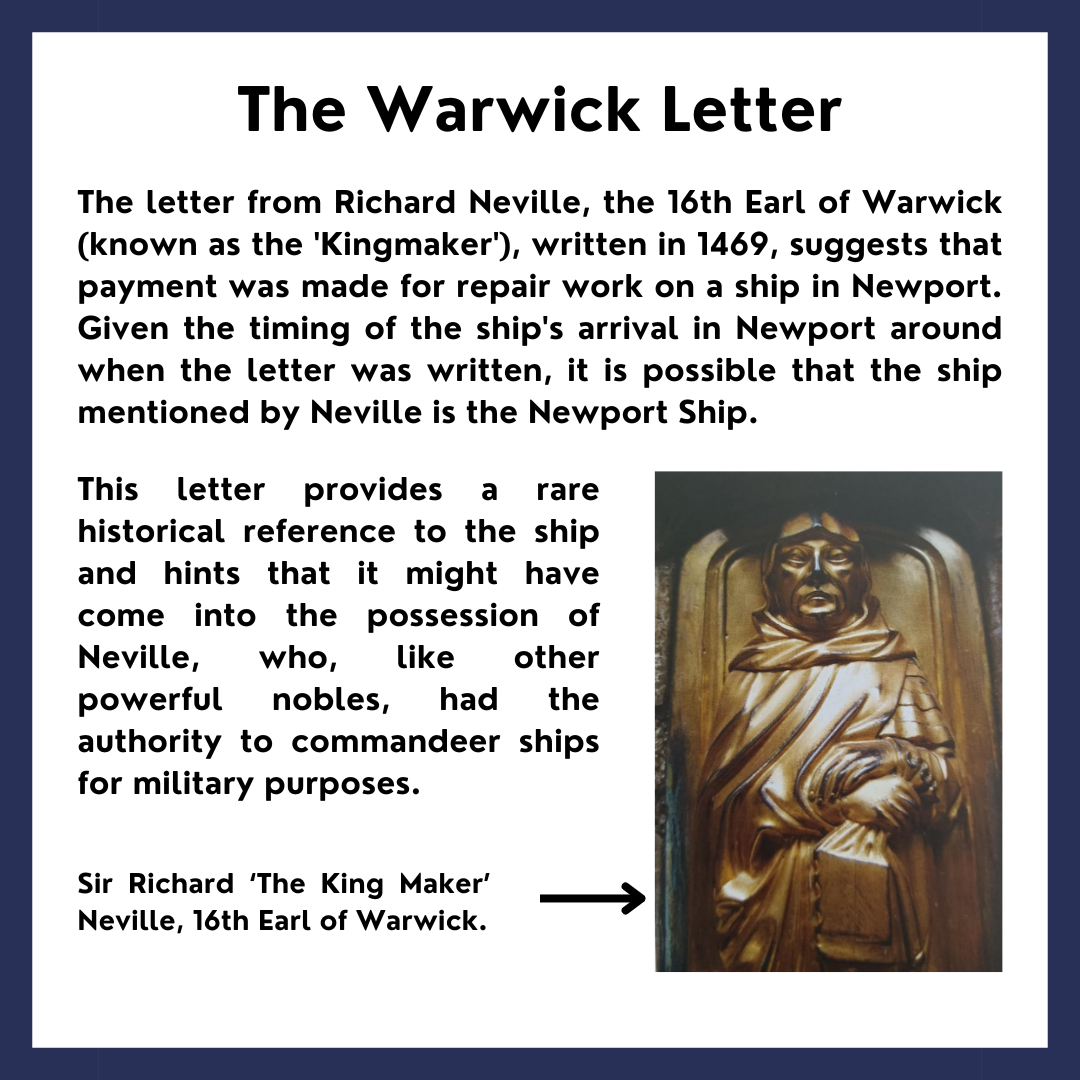 The Warwick Letter
The letter from Richard Neville, the 16th Earl of Warwick
(known as the 'Kingmaker'), written in 1469, suggests that
payment was made for repair work on a ship in Newport.
Given the timing of the ship's arrival in Newport around
when the letter was written, it is possible that the ship
mentioned by Neville is the Newport Ship.
This letter provides a rare
historical reference to the ship
and hints that it might have
come into the possession of
Neville, who, like other
powerful nobles, had the
authority to commandeer ships
for military purposes.
Sir Richard ‘The King Maker’
Neville, 16th Earl of Warwick.